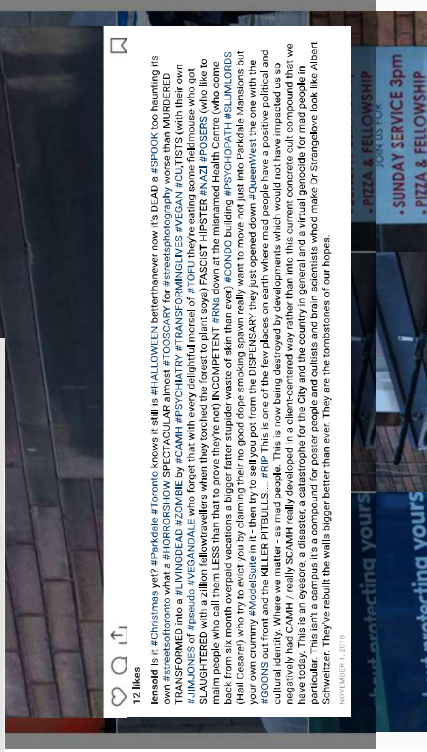 12 likes
lensold Is it #Christmas yet? #Parkdale #Toronto knows it still is #HALLOWEEN betterthanever now it's DEAD a #SPOOK too haunting its
own #streetsoftoronto what a #HORRORSHOW SPECTACULAR almost #TOOSCARY for #streetsphotography worse than MURDERED
TRANSFORMED into a #LIVINGDEAD #ZOMBIE by #CAMH #PSYCHIATRY #TRANSFORMINGLIVES #VEGAN #CULTISTS (with their own
#JIMJONES of #pseudo #VEGANDALE who forget that with every delightful morsel of #TOFU they're eating some fieldmouse who got
SLAUGHTERED with a zillion fellowtravellers when they torched the forest to plant soya) FASCIST HIPSTER #NAZI #POSERS (who like to
maim people who call them LESS than that to prove they're not) INCOMPETENT #RNs down at the misnamed Health Centre (who come
back from six month overpaid vacations a bigger fatter stupider waste of skin than ever) #CONDO building #PSYCHOPATH #SLUMLORDS
(Hail Cesaret) who try to evict you by claiming their no good dope smoking spawn really want to move not just into Parkdale Mansions but
your own crummy #ModelSuite in it - then try to sell you pot from the DISPENSARY they just opened down #QueenWest the one with the
#GOONS out front and the KILLER PITBULLS.... #RIP This is one of the few places on earth where mad people have a positive political and
cultural identity. Where we matter - as mad people. This is now being destroyed by developments which would not have impacted us so
negatively had CAMH / really SCAMH really developed in a client-centered way rather than into this current concrete cult compound that we
have today. This is an eyesore, a disaster, a catastrophe for the City and the country in general and a virtual genocide for mad people in
particular. This isn't a campus it's a compound for poster people and cultists and brain scientists who'd make Dr Strangelove look like Albert
Schweitzer. They've rebuilt the walls bigger better than ever. They are the tombstones of our hopes.
NOVEMBER 1, 2018
• PIZZA & FELLOWSHIP
JOIN US FOR
• SUNDAY SERVICE 3pm
PIZZA & FELLOWSHIP
protecting yours
yours